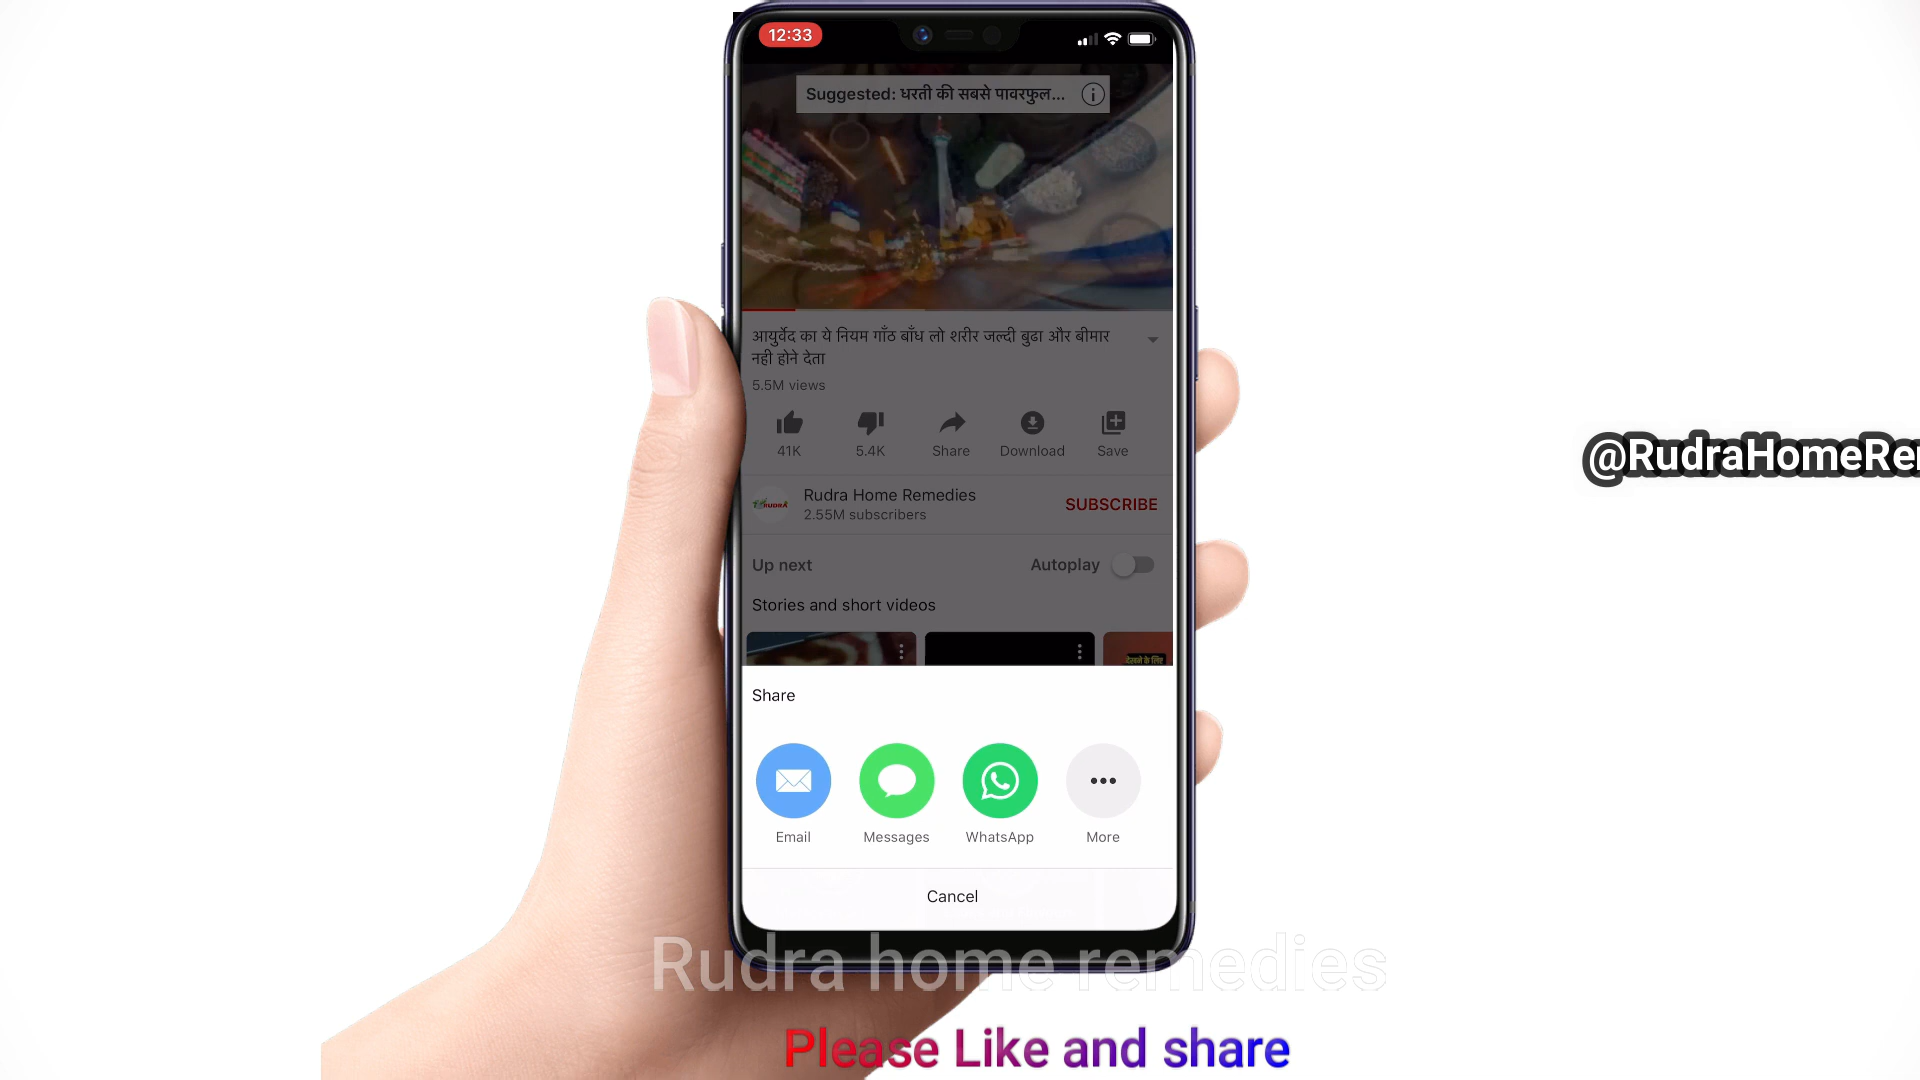 12:33
Suggested: धरती की सबसे पावरफुल...
आयुर्वेद का ये नियम गाँठ बाँध लो शरीर जल्दी बुढा और बीमार
नही होने देता
5.5M views
41K
5.4K
Share
Download
Save
RUDRA
Rudra Home Remedies
2.55M subscribers
SUBSCRIBE
@RudraHomeRe
Up next
Autoplay
Stories and short videos
देखने के लिए
Share
Email
Messages
WhatsApp
More
Cancel
Rudra home remedies
Please Like and share